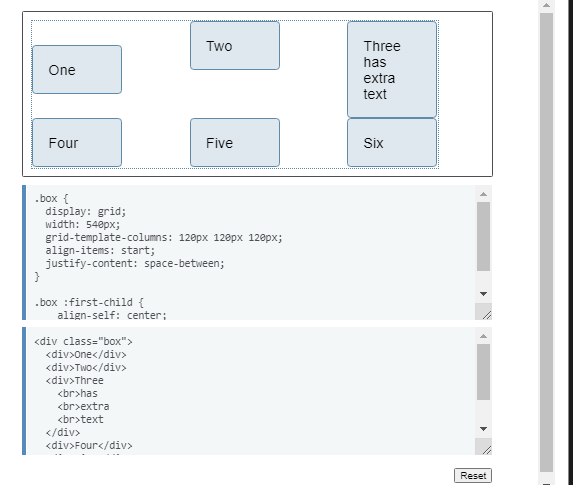 One
Two
Three
has
extra
text
Four
Five
Six
.box {
  display: grid;
  width: 540px;
  grid-template-columns: 120px 120px 120px;
  align-items: start;
  justify-content: space-between;
}
.box :first-child {
    align-self: center;
<div class="box">
  <div>One</div>
  <div>Two</div>
  <div>Three
    <br>has
    <br>extra
    <br>text
  </div>
  <div>Four</div>
Reset